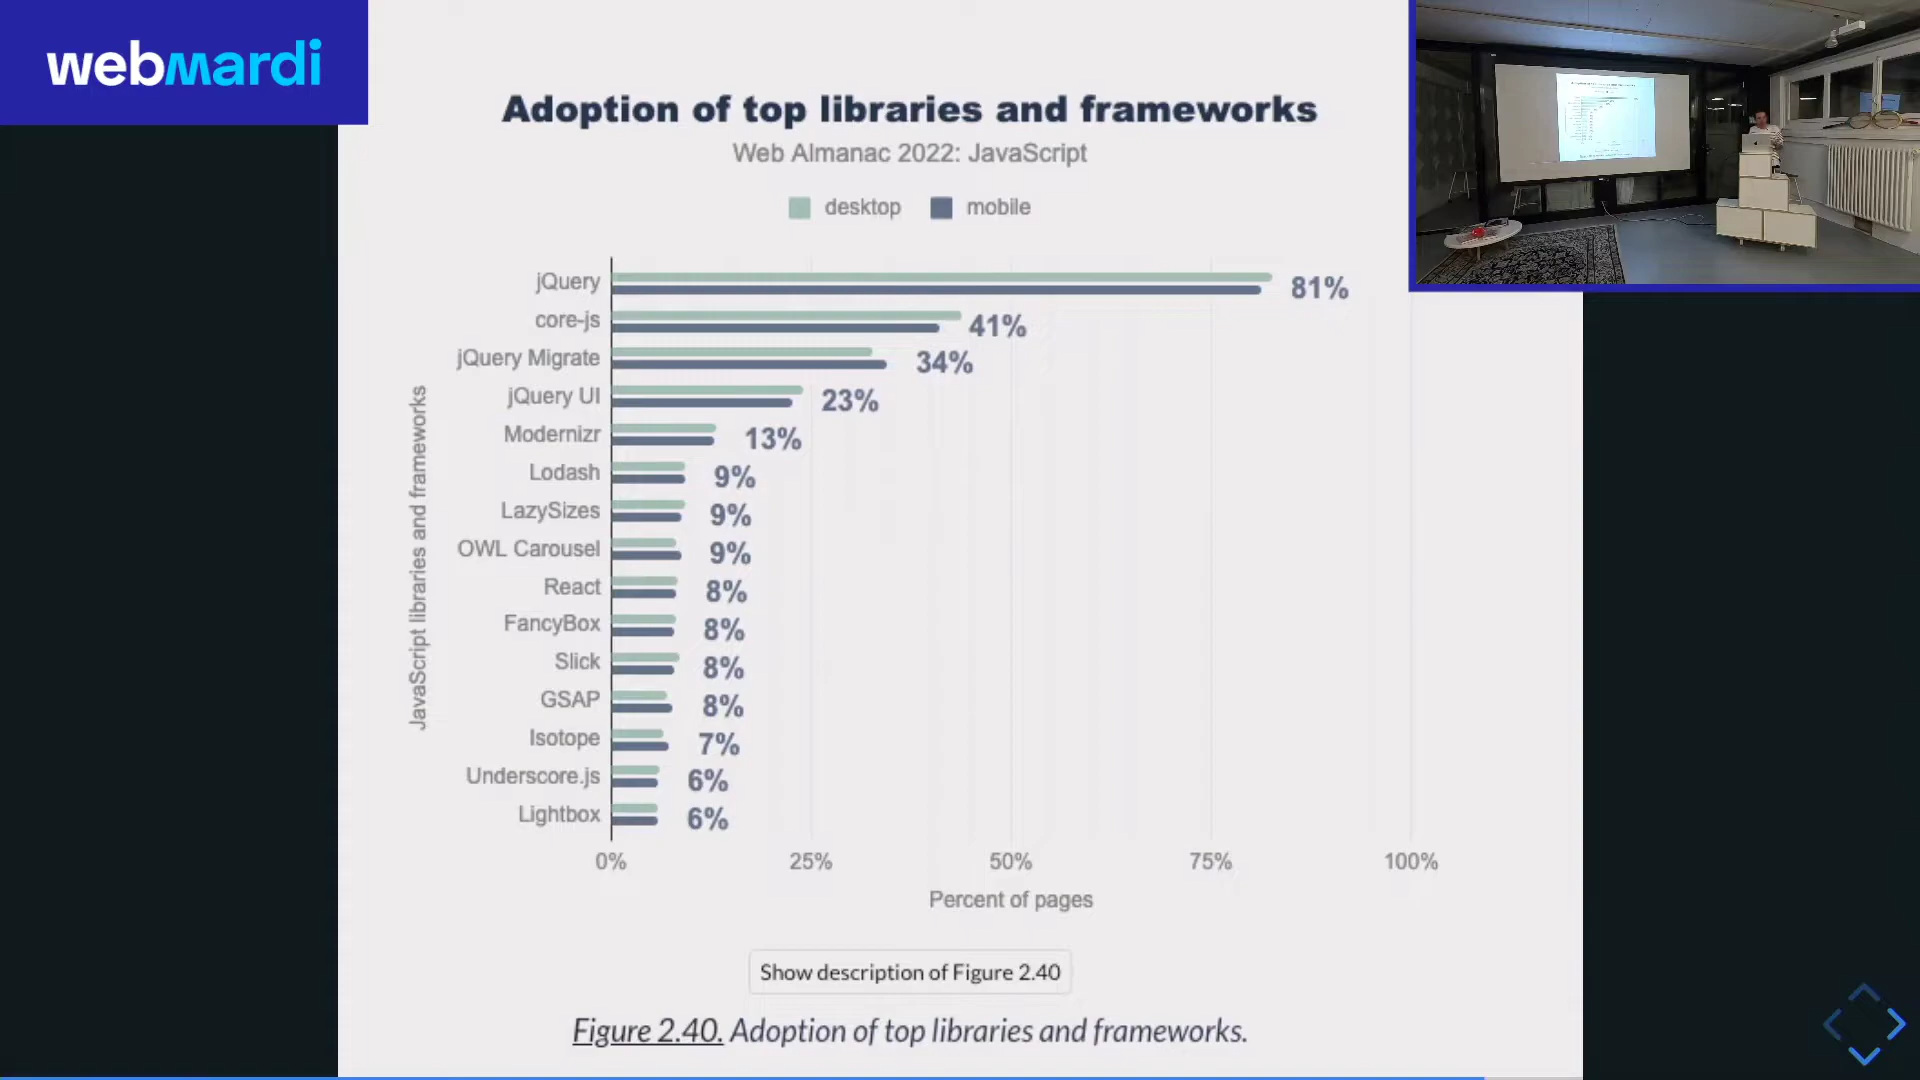 webmardi
Adoption of top libraries and frameworks
Web Almanac 2022: JavaScript
desktop mobile
JavaScript libraries and frameworks
jQuery 81%
core-js 41%
jQuery Migrate 34%
jQuery UI 23%
Modernizr 13%
Lodash 9%
LazySizes 9%
OWL Carousel 9%
React 8%
FancyBox 8%
Slick 8%
GSAP 8%
Isotope 7%
Underscore.js 6%
Lightbox 6%
0% 25% 50% 75% 100%
Percent of pages
Show description of Figure 2.40
Figure 2.40. Adoption of top libraries and frameworks.